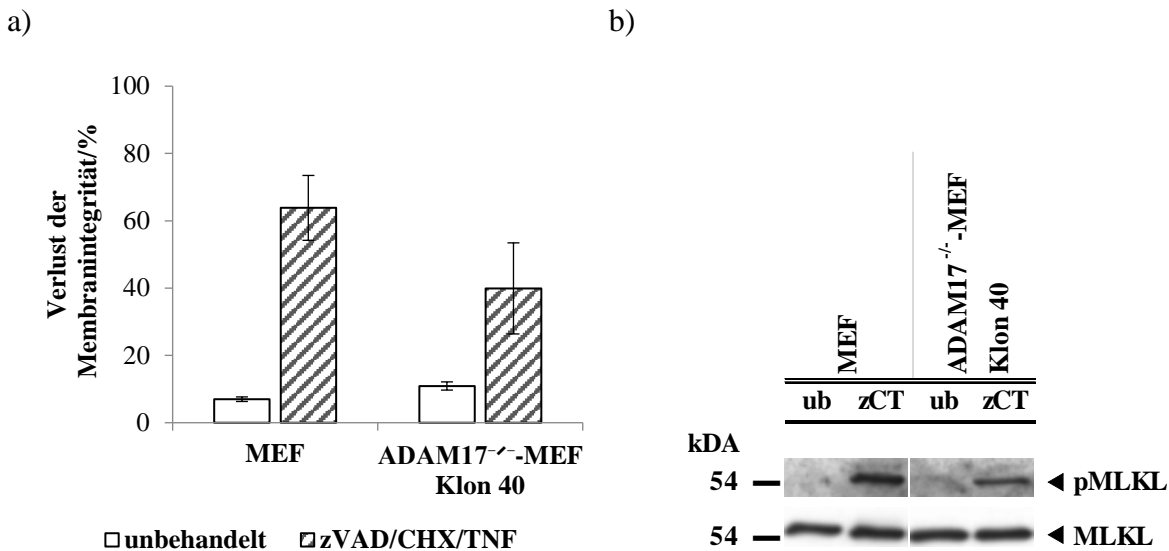 a)
100
80
60
40
20
0
Verlust der
Membranintegrität/%
MEF
ADAM17⁻ᐟ⁻-MEF
Klon 40
unbehandelt
zVAD/CHX/TNF
b)
MEF
ADAM17 -/- -MEF
Klon 40
ub zCT ub zCT
kDA
54 pMLKL
54 MLKL